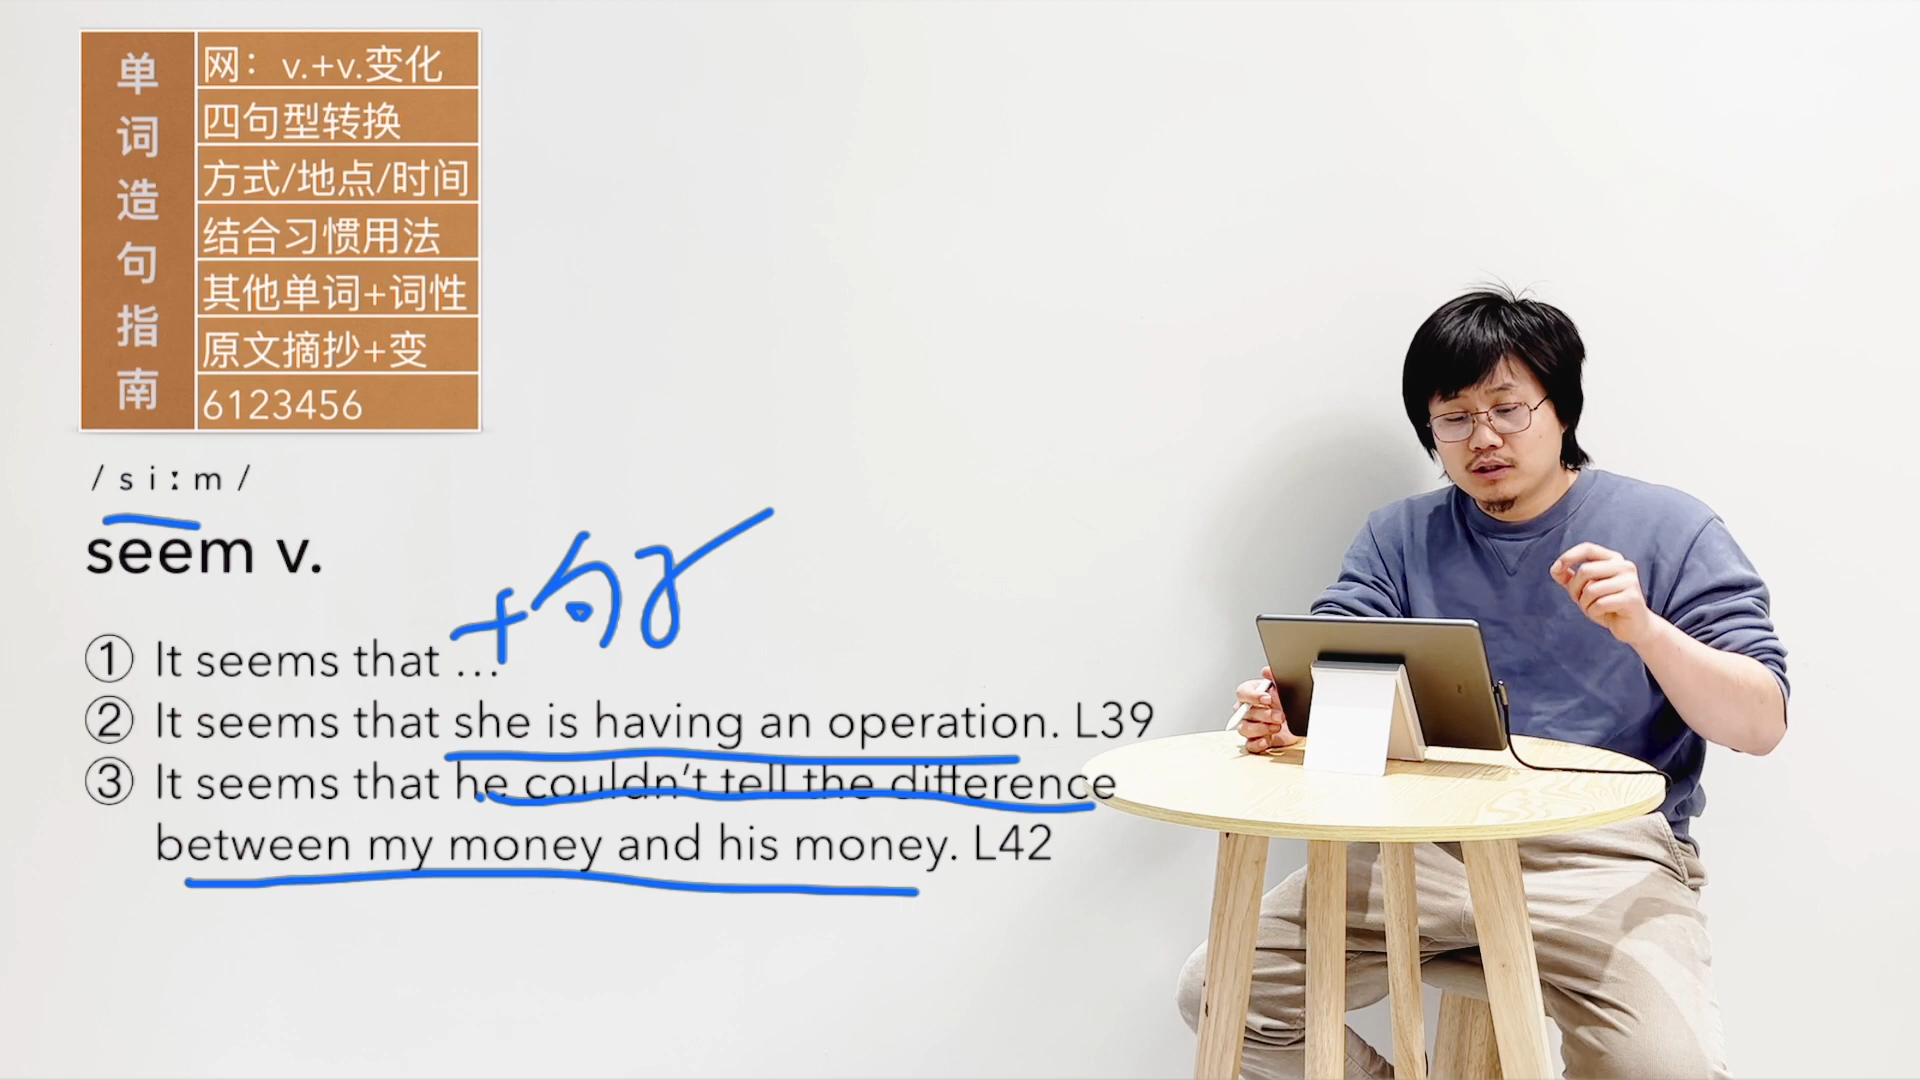 单词造句指南
网：v.+v.变化
四句型转换
方式/地点/时间
结合习惯用法
其他单词+词性
原文摘抄+变
6123456
/siːm/
seem v.
+句子
① It seems that …
② It seems that she is having an operation. L39
③ It seems that he couldn’t tell the difference
between my money and his money. L42